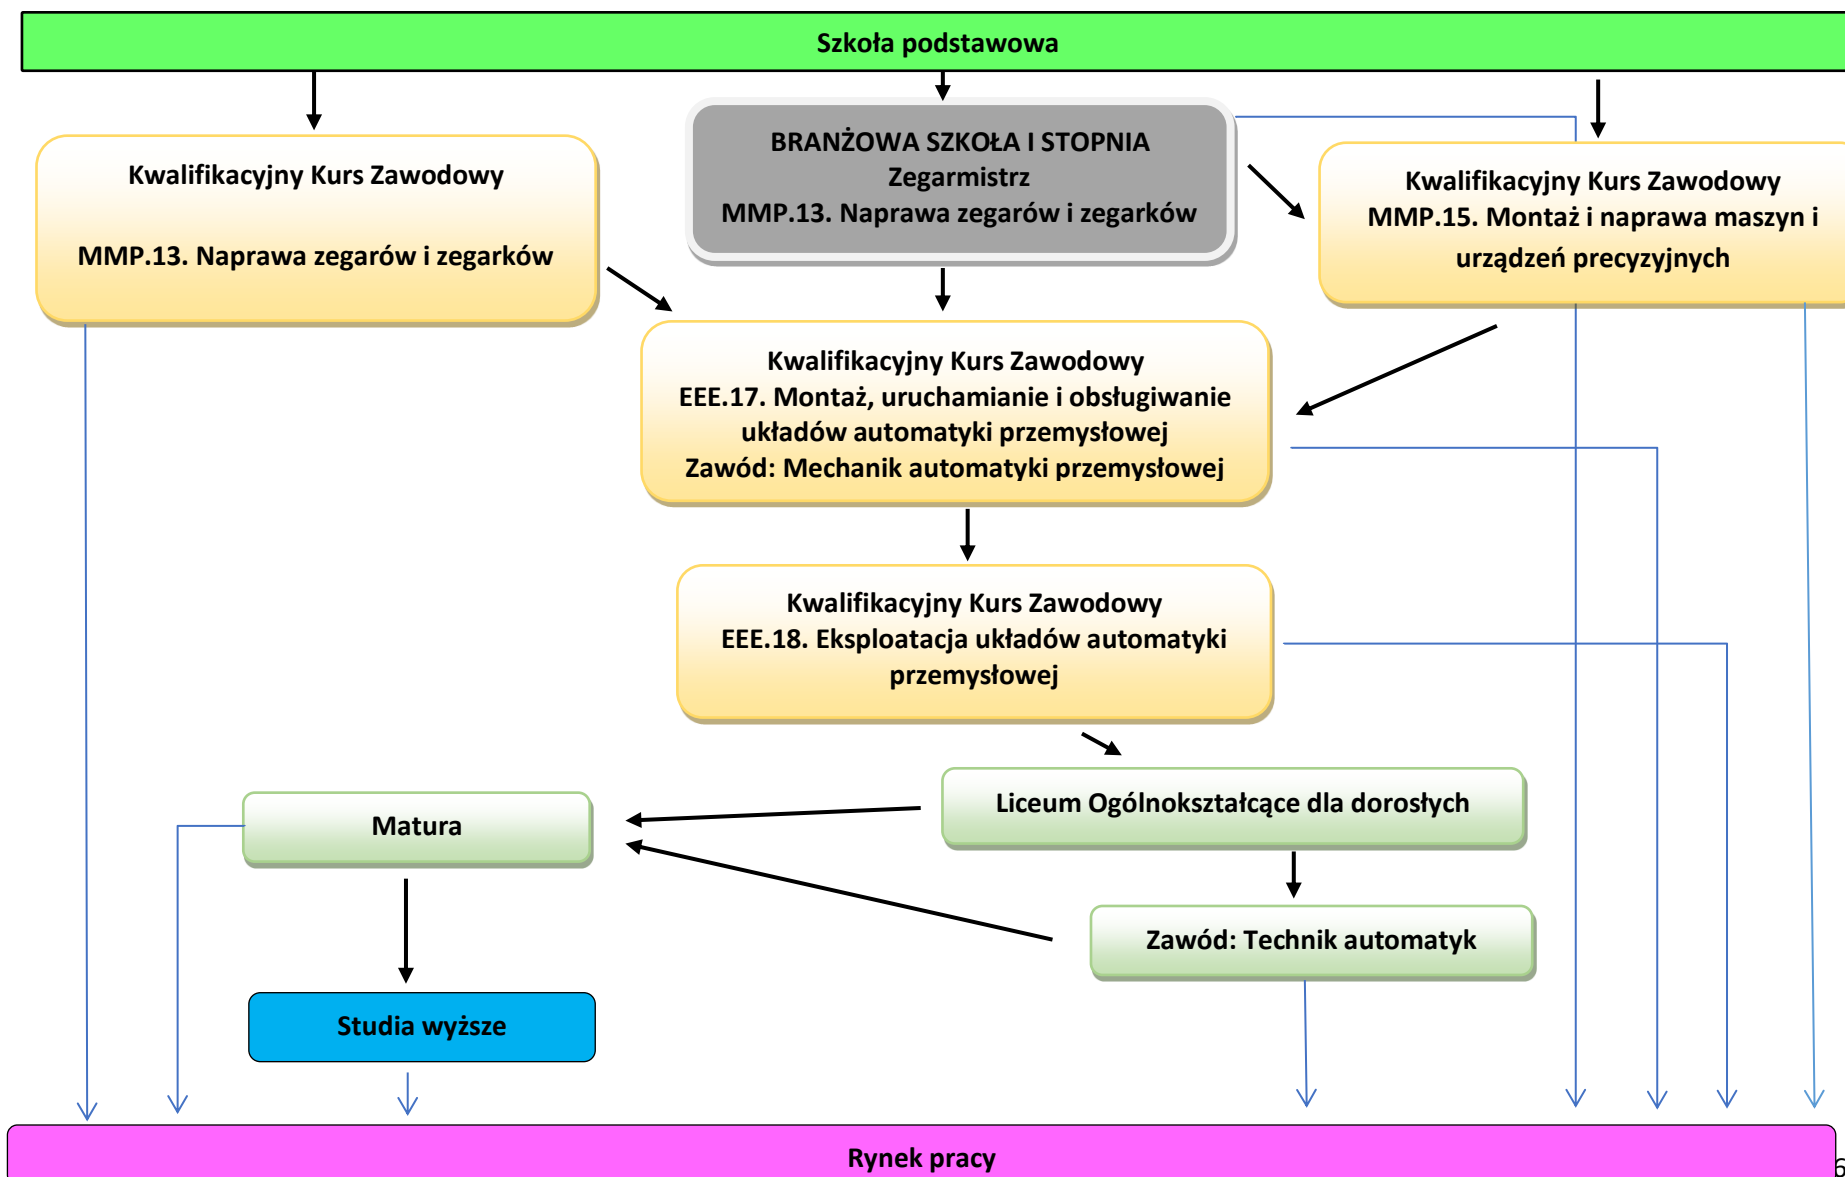 Szkoła podstawowa
Kwalifikacyjny Kurs Zawodowy
MMP.13. Naprawa zegarów i zegarków
BRANŻOWA SZKOŁA I STOPNIA
Zegarmistrz
MMP.13. Naprawa zegarów i zegarków
Kwalifikacyjny Kurs Zawodowy
MMP.15. Montaż i naprawa maszyn i
urządzeń precyzyjnych
Kwalifikacyjny Kurs Zawodowy
EEE.17. Montaż, uruchamianie i obsługiwanie
układów automatyki przemysłowej
Zawód: Mechanik automatyki przemysłowej
Kwalifikacyjny Kurs Zawodowy
EEE.18. Eksploatacja układów automatyki
przemysłowej
Liceum Ogólnokształcące dla dorosłych
Matura
Zawód: Technik automatyk
Studia wyższe
Rynek pracy
6